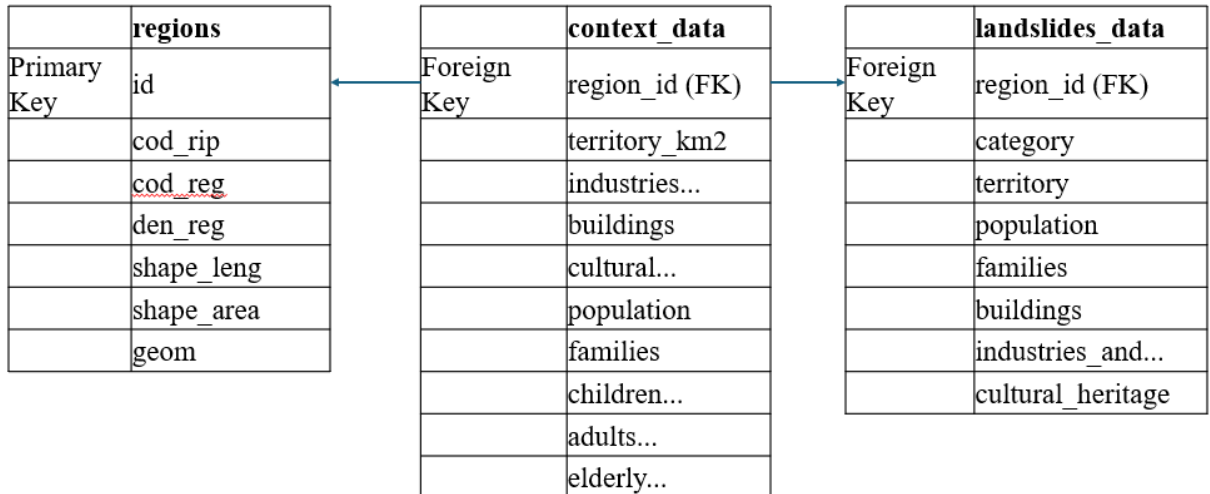 regions
Primary
Key
id
cod_rip
cod_reg
den_reg
shape_leng
shape_area
geom
context_data
Foreign
Key
region_id (FK)
territory_km2
industries...
buildings
cultural...
population
families
children...
adults...
elderly...
landslides_data
Foreign
Key
region_id (FK)
category
territory
population
families
buildings
industries_and...
cultural_heritage